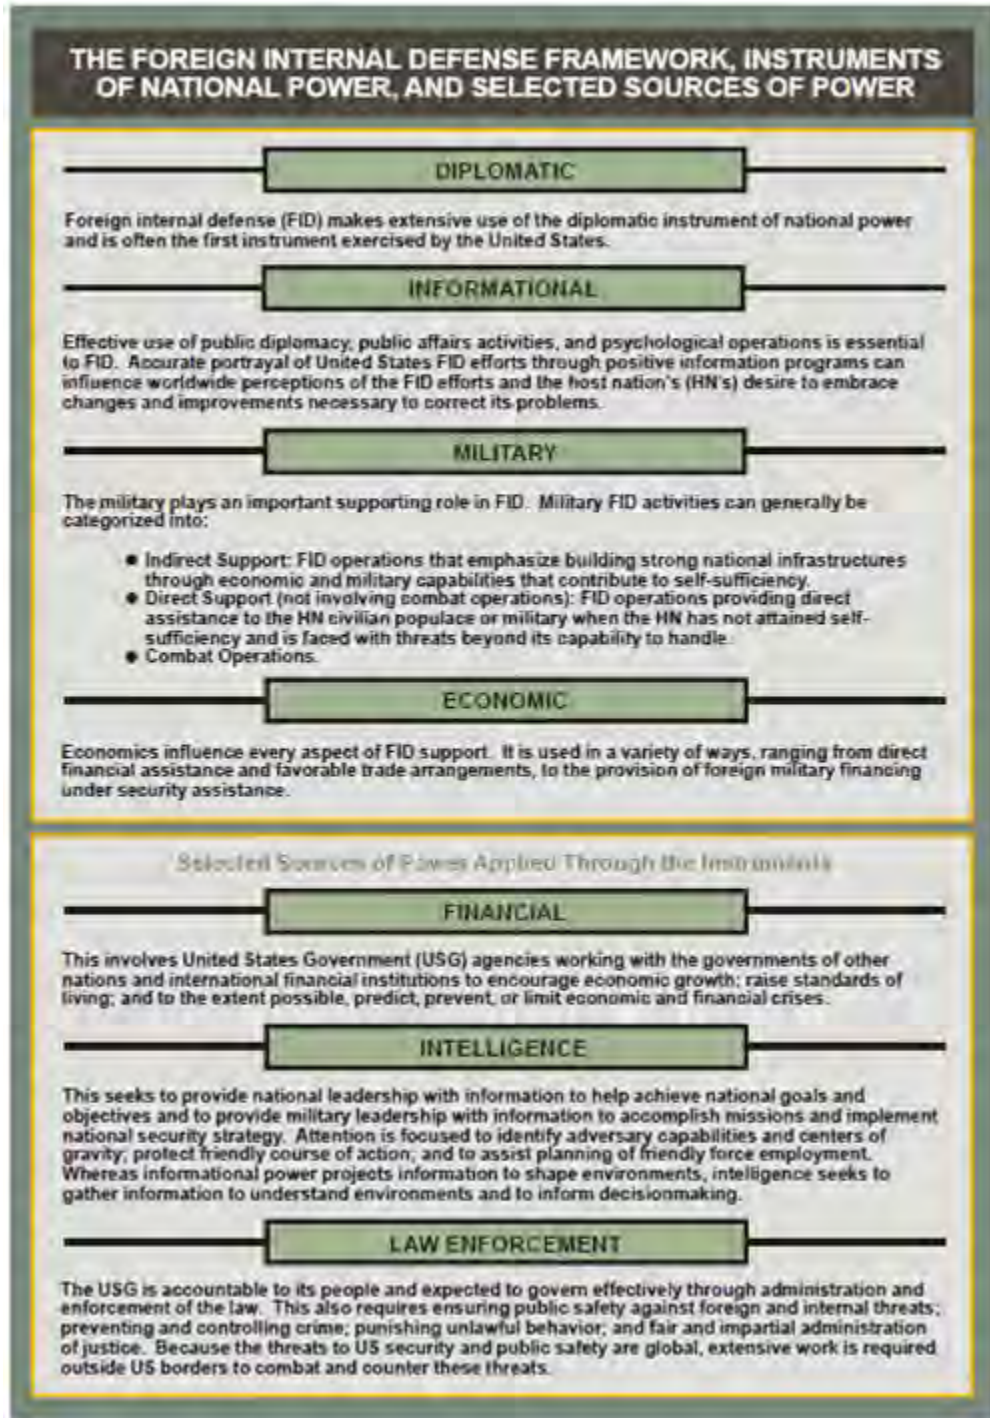 THE FOREIGN INTERNAL DEFENSE FRAMEWORK, INSTRUMENTS
OF NATIONAL POWER, AND SELECTED SOURCES OF POWER
DIPLOMATIC
Foreign internal defense (FID) makes extensive use of the diplomatic instrument of national power
and is often the first instrument exercised by the United States.
INFORMATIONAL
Effective use of public diplomacy, public affairs activities, and psychological operations is essential
to FID. Accurate portrayal of United States FID efforts through positive information programs can
influence worldwide perceptions of the FID efforts and the host nation's (HN's) desire to embrace
changes and improvements necessary to correct its problems.
MILITARY
The military plays an important supporting role in FID. Military FID activities can generally be
categorized into:
● Indirect Support: FID operations that emphasize building strong national infrastructures
through economic and military capabilities that contribute to self-sufficiency.
● Direct Support (not involving combat operations): FID operations providing direct
assistance to the HN civilian populace or military when the HN has not attained self-
sufficiency and is faced with threats beyond its capability to handle.
● Combat Operations.
ECONOMIC
Economics influence every aspect of FID support. It is used in a variety of ways, ranging from direct
financial assistance and favorable trade arrangements, to the provision of foreign military financing
under security assistance.
Selected Sources of Power Applied Through the Instruments
FINANCIAL
This involves United States Government (USG) agencies working with the governments of other
nations and international financial institutions to encourage economic growth; raise standards of
living; and to the extent possible, predict, prevent, or limit economic and financial crises.
INTELLIGENCE
This seeks to provide national leadership with information to help achieve national goals and
objectives and to provide military leadership with information to accomplish missions and implement
national security strategy. Attention is focused to identify adversary capabilities and centers of
gravity; protect friendly course of action; and to assist planning of friendly force employment.
Whereas informational power projects information to shape environments, intelligence seeks to
gather information to understand environments and to inform decisionmaking.
LAW ENFORCEMENT
The USG is accountable to its people and expected to govern effectively through administration and
enforcement of the law. This also requires ensuring public safety against foreign and internal threats;
preventing and controlling crime; punishing unlawful behavior; and fair and impartial administration
of justice. Because the threats to US security and public safety are global, extensive work is required
outside US borders to combat and counter these threats.